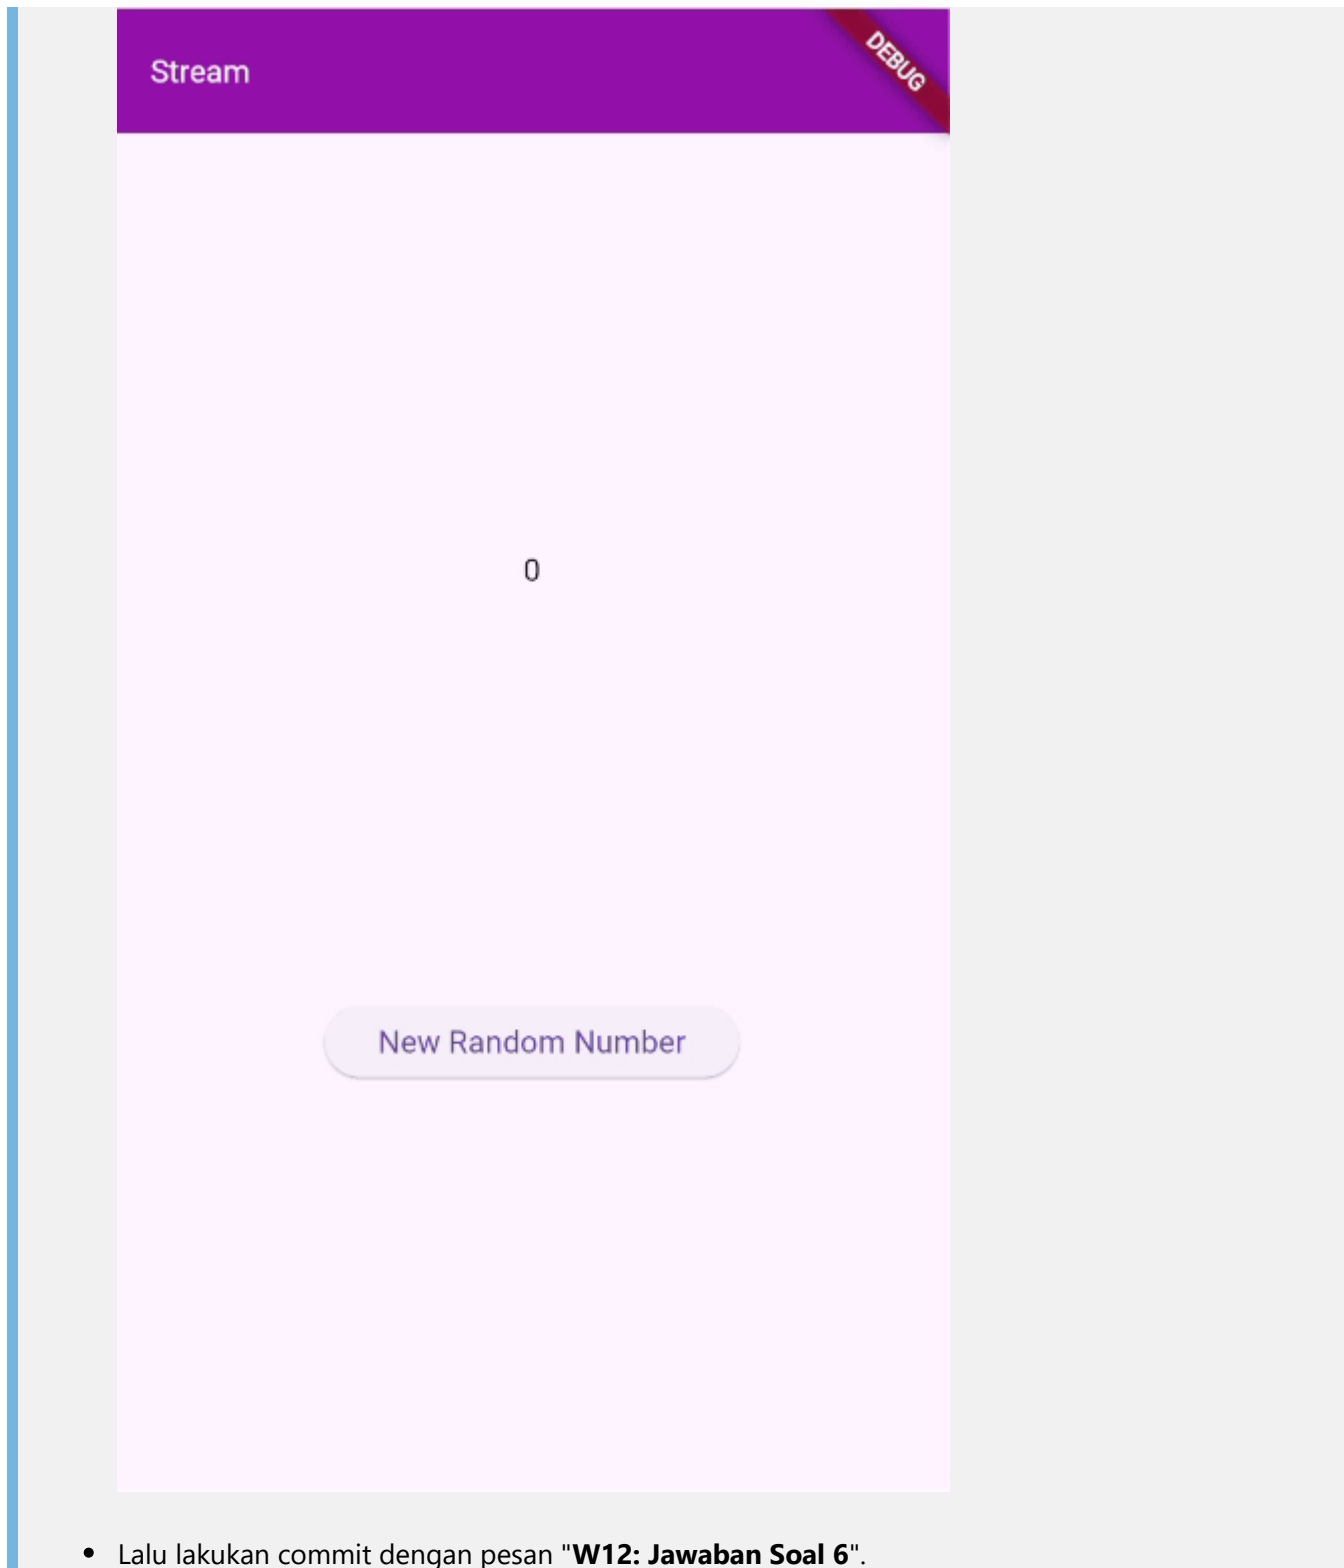 Stream
DEBUG
0
New Random Number
• Lalu lakukan commit dengan pesan "W12: Jawaban Soal 6".